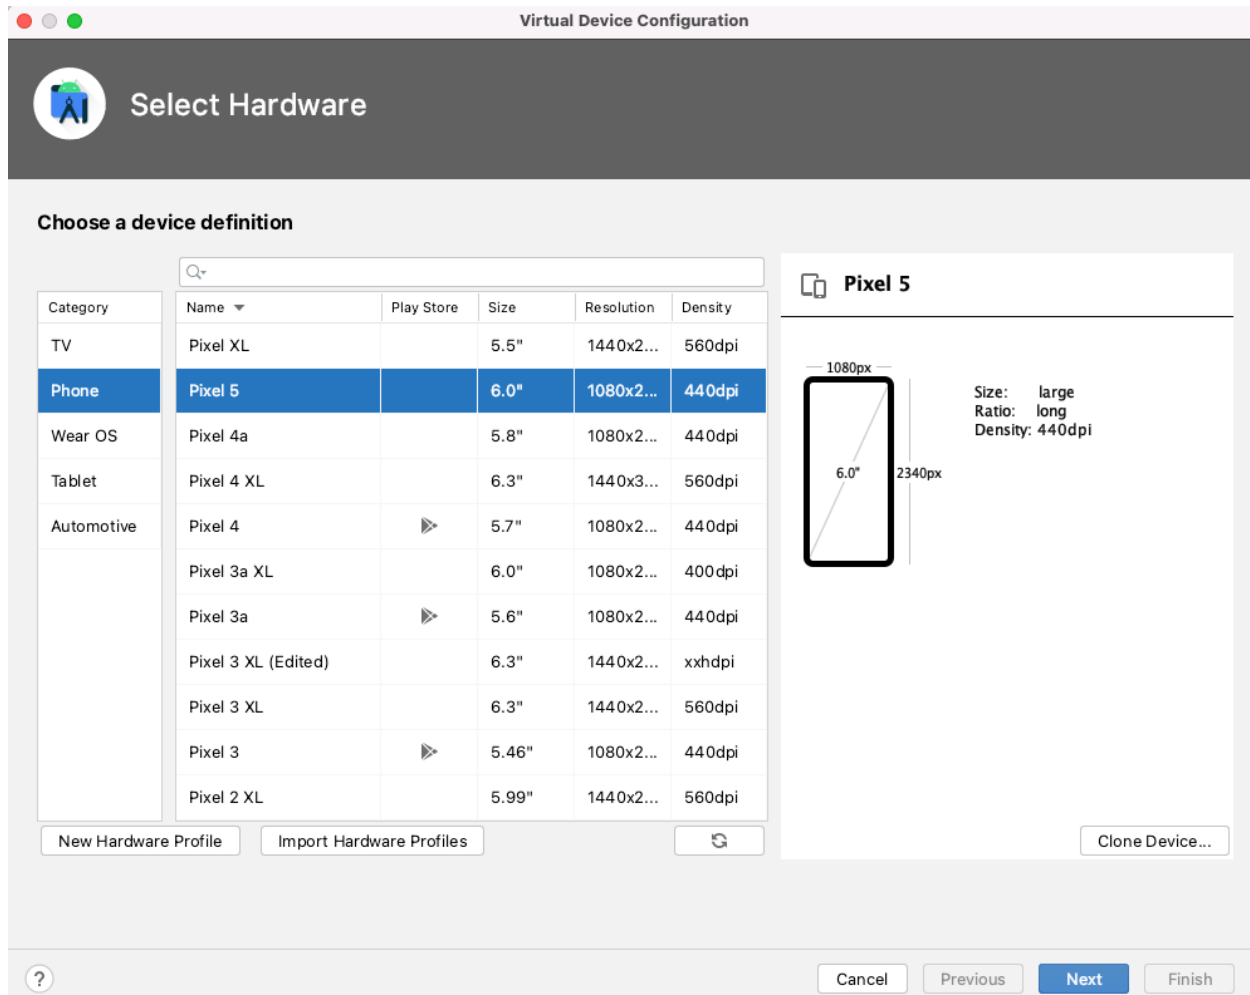 Virtual Device Configuration
Select Hardware
Choose a device definition
Category
TV
Phone
Wear OS
Tablet
Automotive
Name Play Store Size Resolution Density
Pixel XL 5.5" 1440x2... 560dpi
Pixel 5 6.0" 1080x2... 440dpi
Pixel 4a 5.8" 1080x2... 440dpi
Pixel 4 XL 6.3" 1440x3... 560dpi
Pixel 4 5.7" 1080x2... 440dpi
Pixel 3a XL 6.0" 1080x2... 400dpi
Pixel 3a 5.6" 1080x2... 440dpi
Pixel 3 XL (Edited) 6.3" 1440x2... xxhdpi
Pixel 3 XL 6.3" 1440x2... 560dpi
Pixel 3 5.46" 1080x2... 440dpi
Pixel 2 XL 5.99" 1440x2... 560dpi
New Hardware Profile Import Hardware Profiles
Pixel 5
1080px
6.0"
2340px
Size: large
Ratio: long
Density: 440dpi
Clone Device...
? Cancel Previous Next Finish